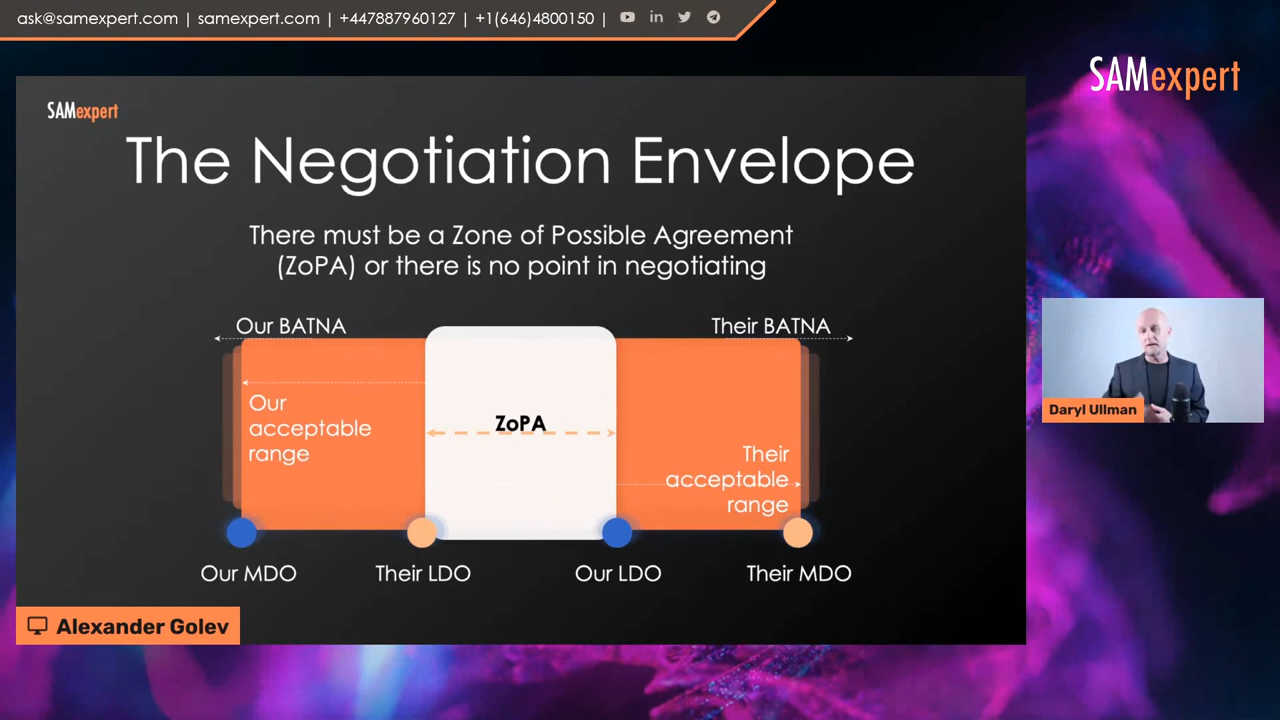 ask@samexpert.com | samexpert.com | +447887960127 | +1(646)4800150 |
SAMexpert
SAMexpert
The Negotiation Envelope
There must be a Zone of Possible Agreement
(ZoPA) or there is no point in negotiating
Our BATNA
Their BATNA
Our
acceptable
range
ZoPA
Their
acceptable
range
Our MDO
Their LDO
Our LDO
Their MDO
Daryl Ullman
Alexander Golev